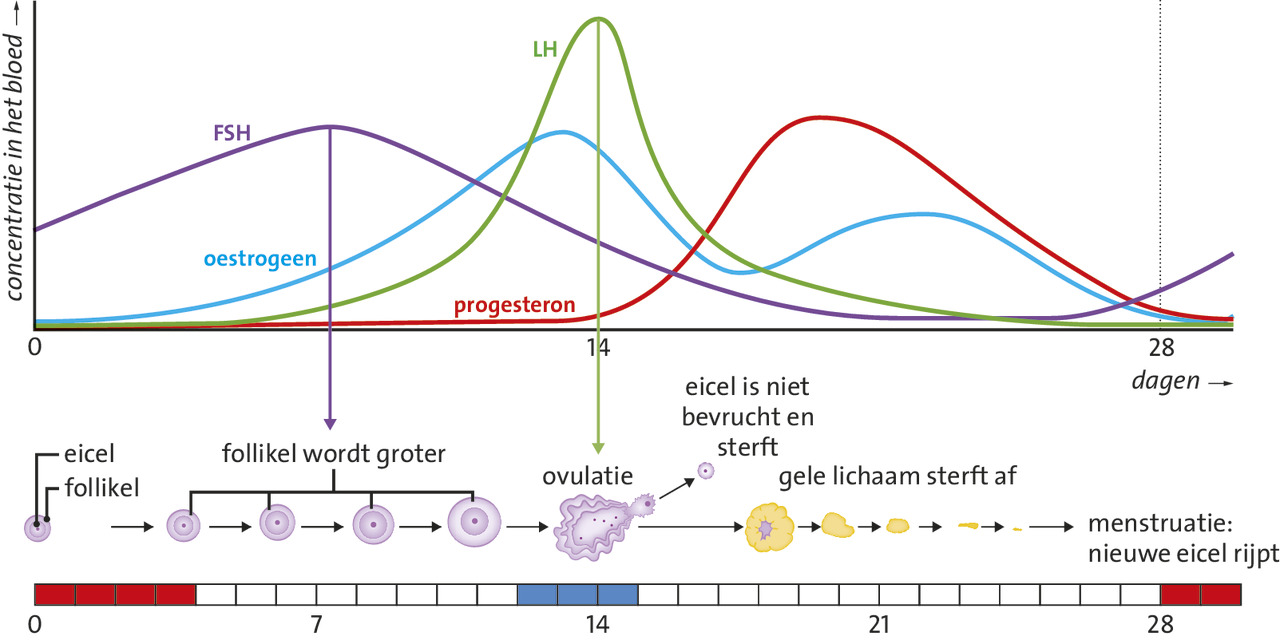 concentratie in het bloed
LH
FSH
oestrogeen
progesteron
0
14
28
dagen
eicel is niet
bevrucht en
sterft
eicel
follikel
follikel wordt groter
ovulatie
gele lichaam sterft af
menstruatie:
nieuwe eicel rijpt
0
7
14
21
28